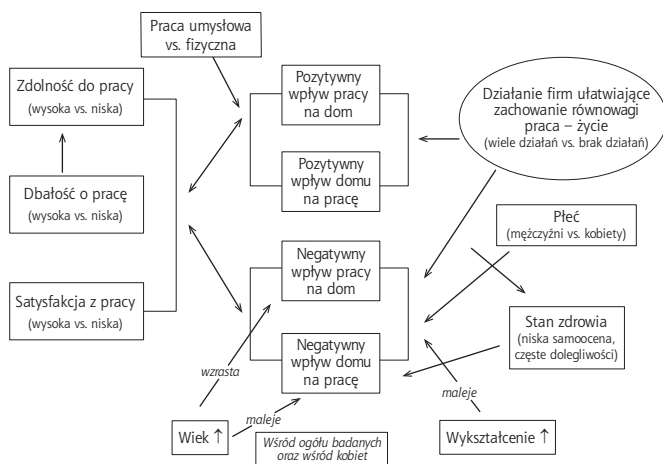 Praca umysłowa
vs. fizyczna
Zdolność do pracy
(wysoka vs. niska)
Pozytywny
wpływ pracy
na dom
Działanie firm ułatwiające
zachowanie równowagi
praca – życie
(wiele działań vs. brak działań)
Pozytywny
wpływ domu
na pracę
Dbałość o pracę
(wysoka vs. niska)
Płeć
(mężczyźni vs. kobiety)
Negatywny
wpływ pracy
na dom
Satysfakcja z pracy
(wysoka vs. niska)
Stan zdrowia
(niska samoocena,
częste dolegliwości)
Negatywny
wpływ domu
na pracę
wzrasta
maleje
maleje
Wiek ↑
Wśród ogółu badanych
oraz wśród kobiet
Wykształcenie ↑